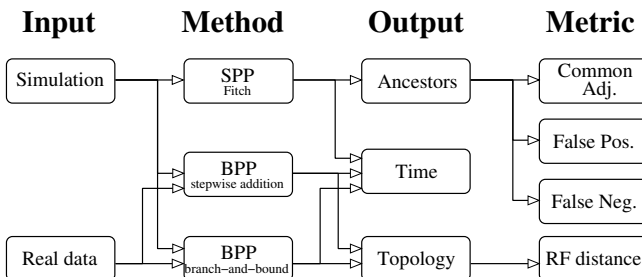 Input Method Output Metric
Simulation
SPP
Fitch
Ancestors
Common
Adj.
False Pos.
BPP
stepwise addition
Time
False Neg.
Real data
BPP
branch-and-bound
Topology
RF distance